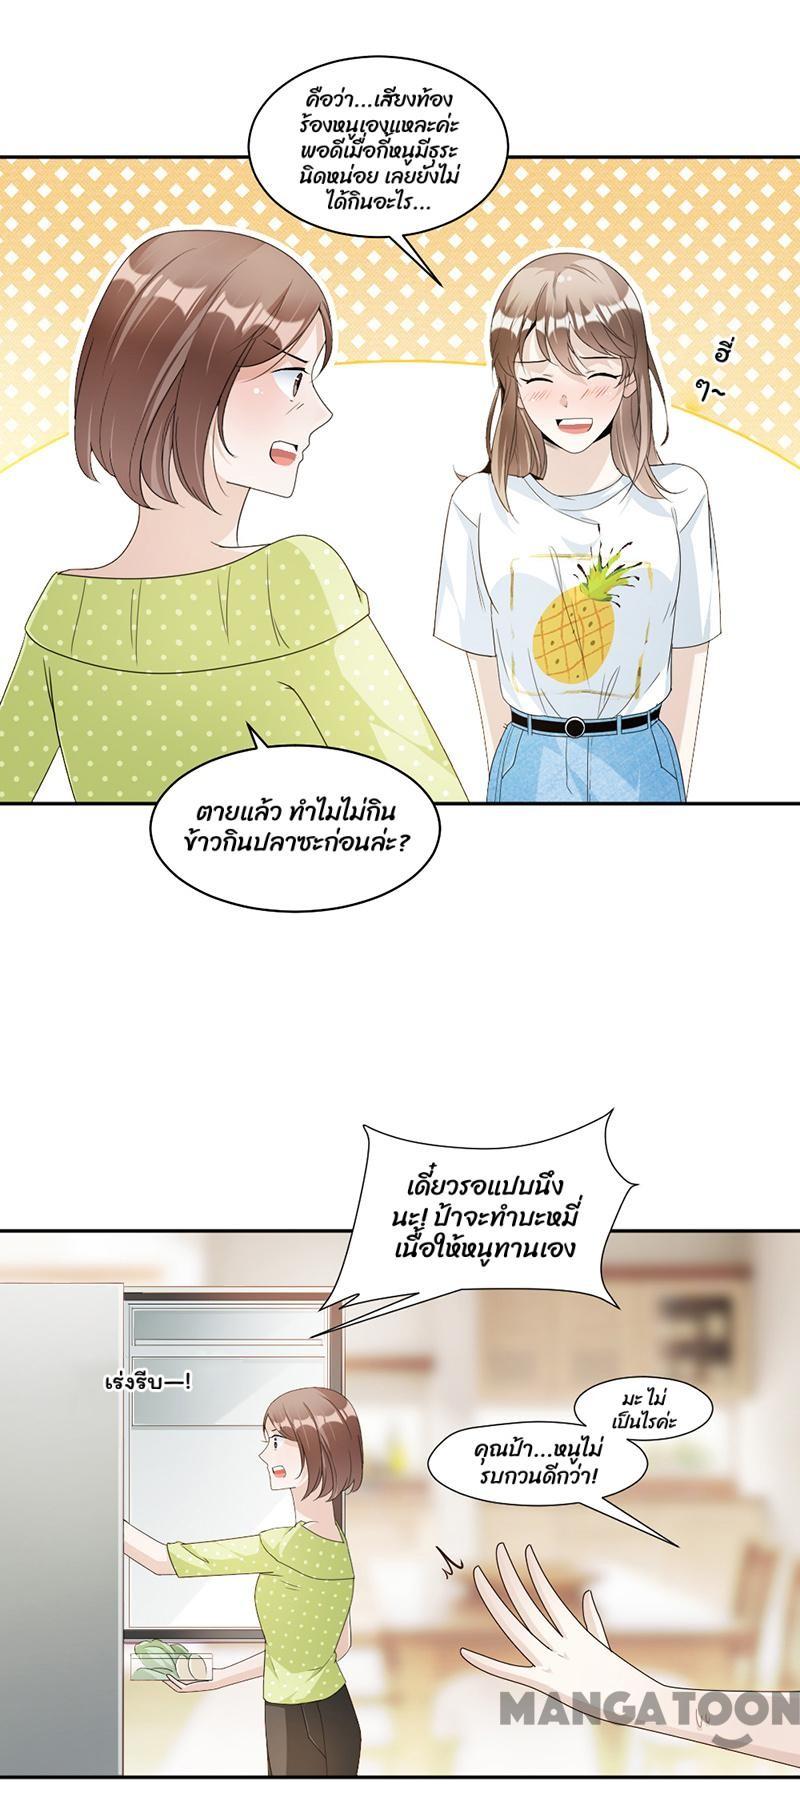 คือว่า...เสียงท้อง
ร้องหนูเองแหละค่ะ
พอดีเมื่อกี้หนูมีธุระ
นิดหน่อย เลยยังไม่
ได้กินอะไร...
ฮี่
ๆ~
ตายแล้ว ทำไมไม่กิน
ข้าวกินปลาซะก่อนล่ะ?
เดี๋ยวรอแปบนึง
นะ! ป้าจะทำบะหมี่
เนื้อให้หนูทานเอง
เร่งรีบ—!
มะ ไม่
เป็นไรค่ะ
คุณป้า...หนูไม่
รบกวนดีกว่า!
MANGATOON